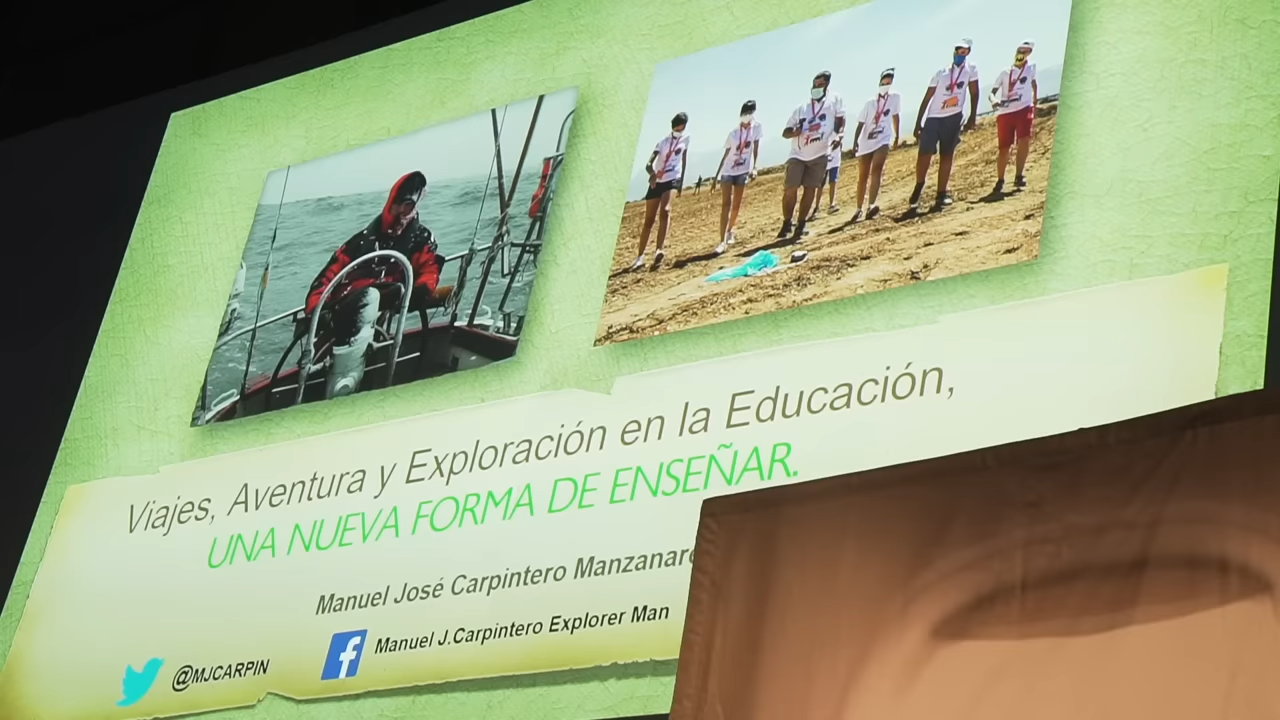 Viajes, Aventura y Exploración en la Educación,
UNA NUEVA FORMA DE ENSEÑAR.
Manuel José Carpintero
Manuel J.Carpintero Explorer Man
@MJCARPIN